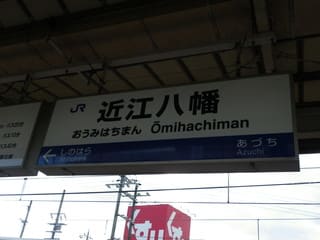 JR 近江八幡
おうみはちまん Ōmihachiman
しのはら
Shinohara
あづち
Azuchi